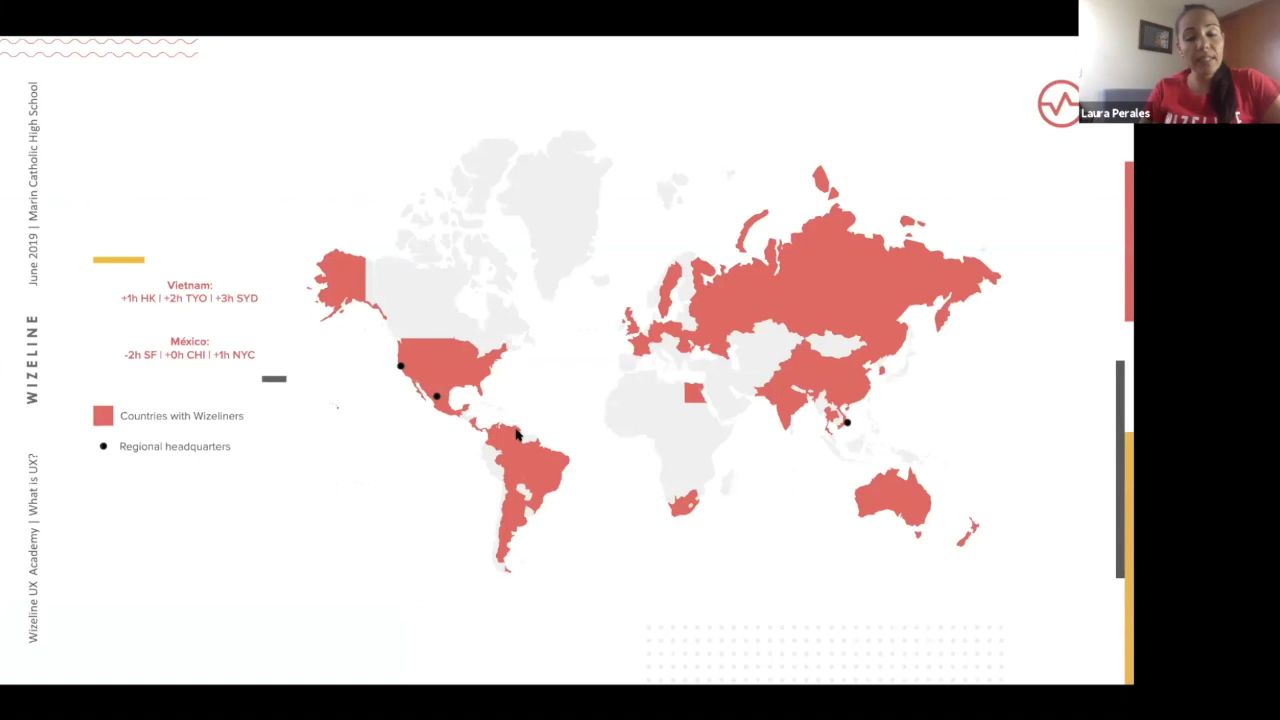 June 2019 | Marin Catholic High School
WIZELINE
Wizeline UX Academy | What is UX?
Vietnam:
+1h HK | +2h TYO | +3h SYD
México:
-2h SF | +0h CHI | +1h NYC
Countries with Wizeliners
Regional headquarters
Laura Perales
WIZELINE